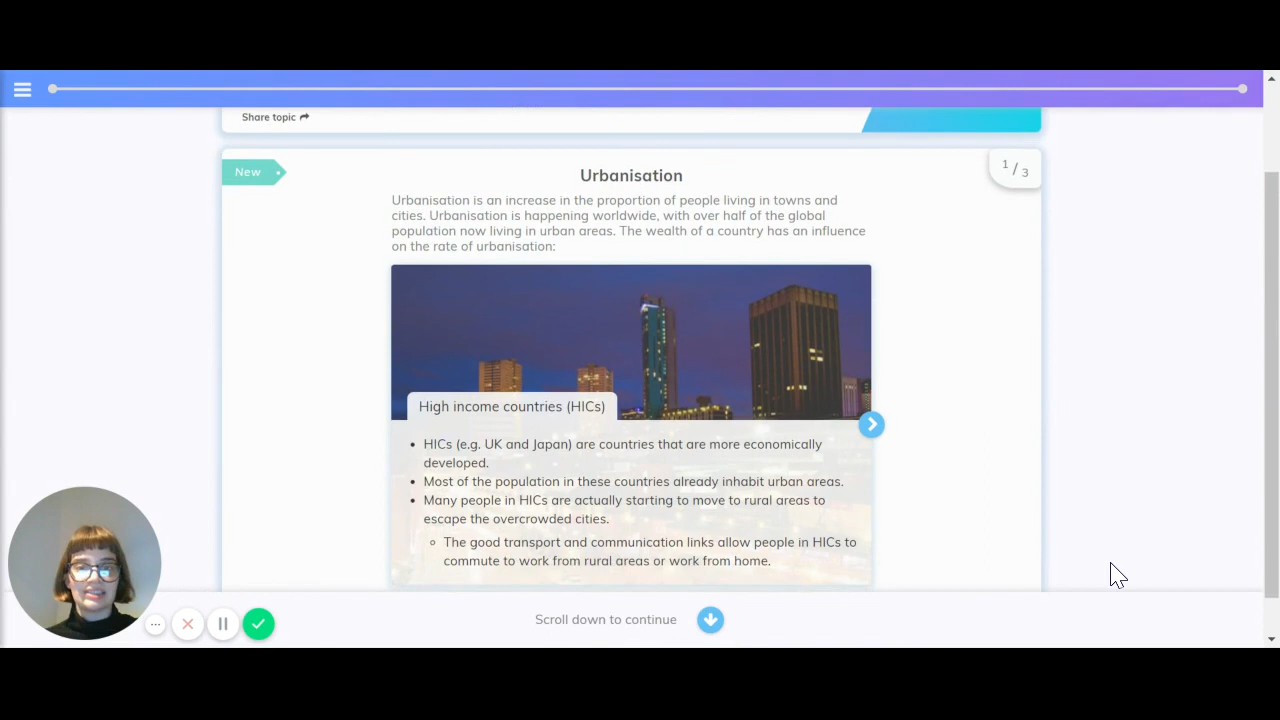 Share topic
New
Urbanisation
1 / 3
Urbanisation is an increase in the proportion of people living in towns and
cities. Urbanisation is happening worldwide, with over half of the global
population now living in urban areas. The wealth of a country has an influence
on the rate of urbanisation:
High income countries (HICs)
• HICs (e.g. UK and Japan) are countries that are more economically
developed.
• Most of the population in these countries already inhabit urban areas.
• Many people in HICs are actually starting to move to rural areas to
escape the overcrowded cities.
◦ The good transport and communication links allow people in HICs to
commute to work from rural areas or work from home.
Scroll down to continue